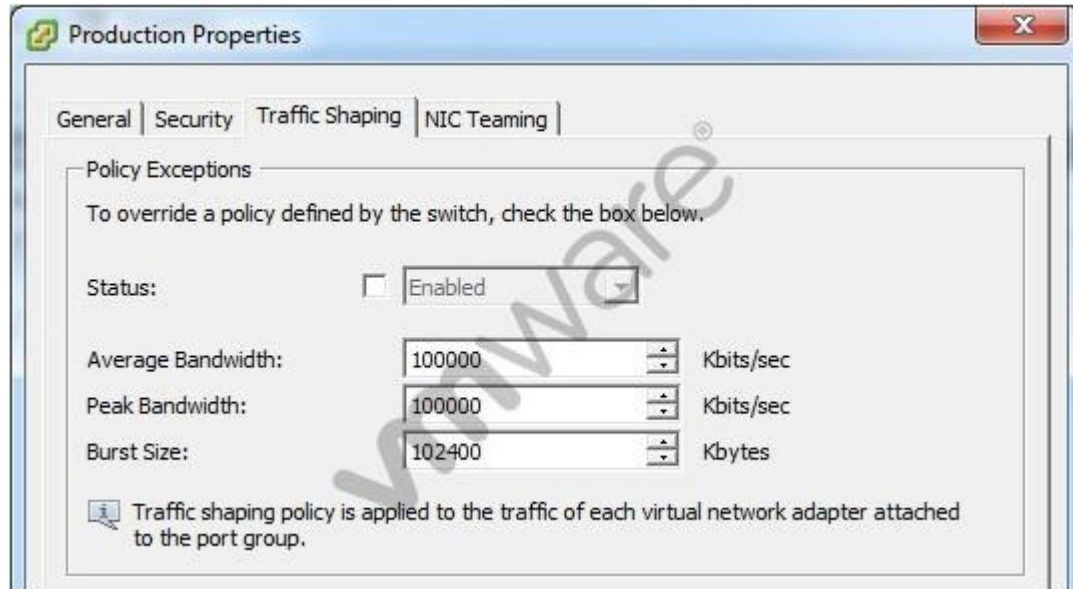 Production Properties
General Security Traffic Shaping NIC Teaming
Policy Exceptions
To override a policy defined by the switch, check the box below.
Status: Enabled
Average Bandwidth: 100000 Kbits/sec
Peak Bandwidth: 100000 Kbits/sec
Burst Size: 102400 Kbytes
Traffic shaping policy is applied to the traffic of each virtual network adapter attached
to the port group.
vmware®